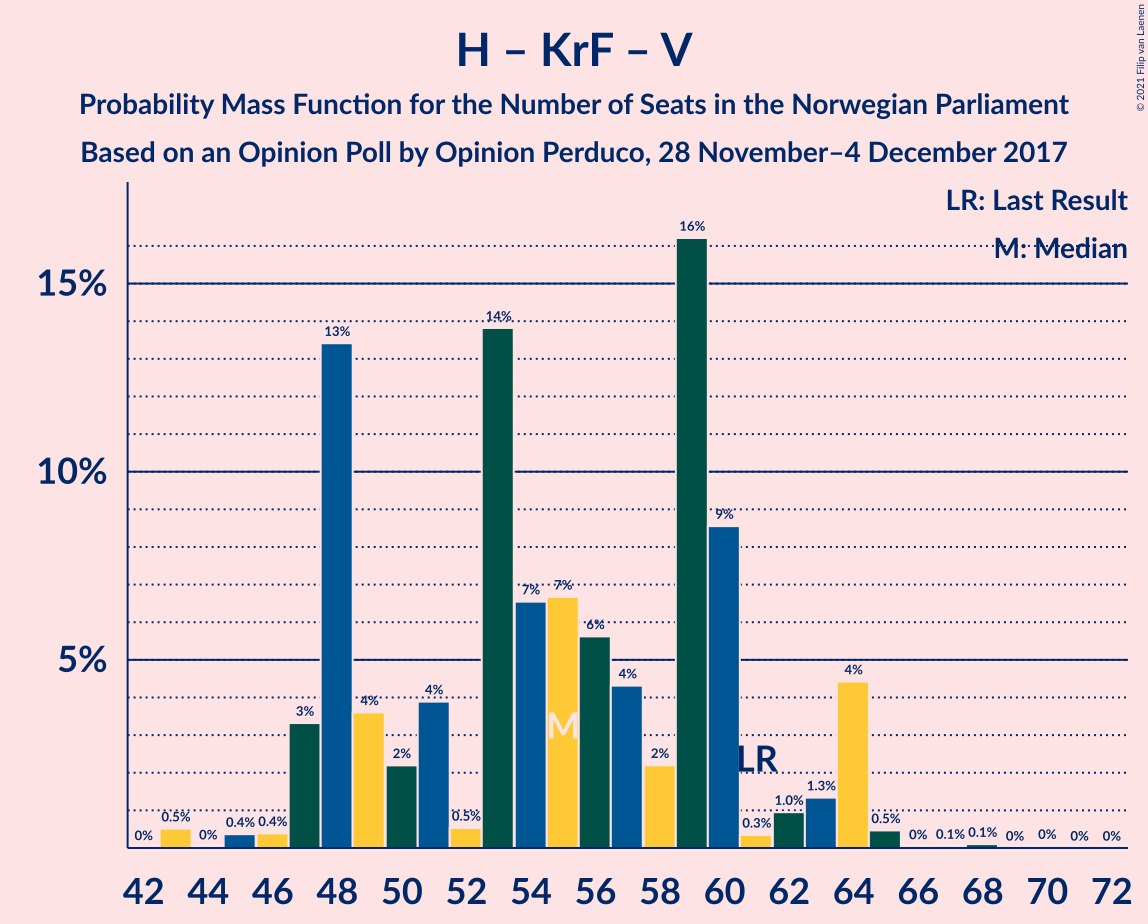 H – KrF – V
Probability Mass Function for the Number of Seats in the Norwegian Parliament
Based on an Opinion Poll by Opinion Perduco, 28 November–4 December 2017
© 2021 Filip van Laenen
LR: Last Result
M: Median
15%
10%
5%
0% 0.5% 0% 0.4% 0.4% 3% 13% 4% 2% 4% 0.5% 14% 7% 7% 6% 4% 2% 16% 9% 0.3% 1.0% 1.3% 4% 0.5% 0% 0.1% 0.1% 0% 0% 0% 0%
M
LR
42 44 46 48 50 52 54 56 58 60 62 64 66 68 70 72